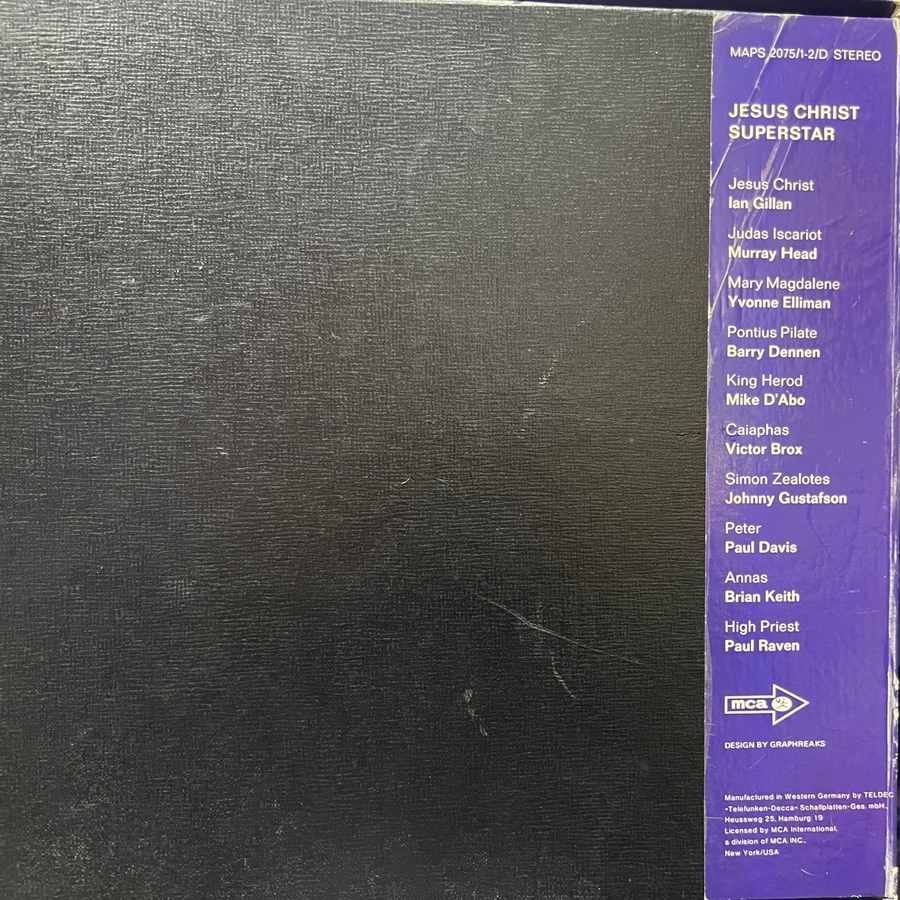 MAPS 2075/1-2/D STEREO
JESUS CHRIST
SUPERSTAR
Jesus Christ
Ian Gillan
Judas Iscariot
Murray Head
Mary Magdalene
Yvonne Elliman
Pontius Pilate
Barry Dennen
King Herod
Mike D'Abo
Caiaphas
Victor Brox
Simon Zealotes
Johnny Gustafson
Peter
Paul Davis
Annas
Brian Keith
High Priest
Paul Raven
mca
DESIGN BY GRAPHREAKS
Manufactured in Western Germany by TELDEC
»Telefunken-Decca« Schallplatten-Ges. mbH.,
Heussweg 25, Hamburg 19
Licensed by MCA International,
a division of MCA INC.,
New York/USA